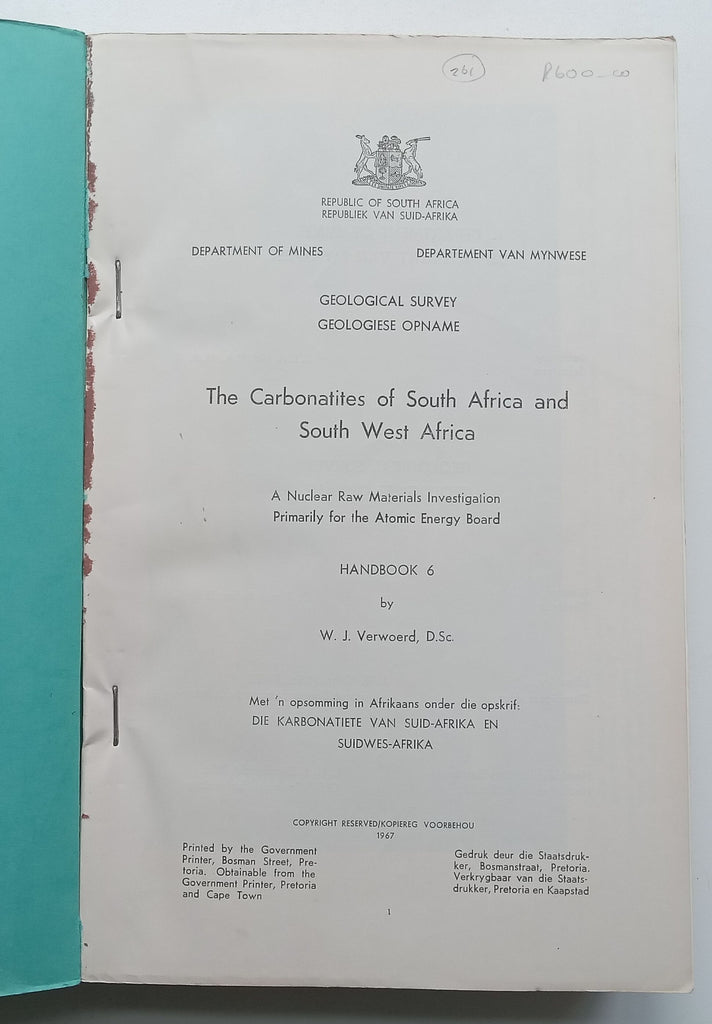 261
R600-00
REPUBLIC OF SOUTH AFRICA
REPUBLIEK VAN SUID-AFRIKA
DEPARTMENT OF MINES
DEPARTEMENT VAN MYNWESE
GEOLOGICAL SURVEY
GEOLOGIESE OPNAME
The Carbonatites of South Africa and
South West Africa
A Nuclear Raw Materials Investigation
Primarily for the Atomic Energy Board
HANDBOOK 6
by
W. J. Verwoerd, D.Sc.
Met 'n opsomming in Afrikaans onder die opskrif:
DIE KARBONATIETE VAN SUID-AFRIKA EN
SUIDWES-AFRIKA
COPYRIGHT RESERVED/KOPIEREG VOORBEHOU
1967
Printed by the Government
Printer, Bosman Street, Pre-
toria. Obtainable from the
Government Printer, Pretoria
and Cape Town
Gedruk deur die Staatsdruk-
ker, Bosmanstraat, Pretoria.
Verkrygbaar van die Staats-
drukker, Pretoria en Kaapstad
1